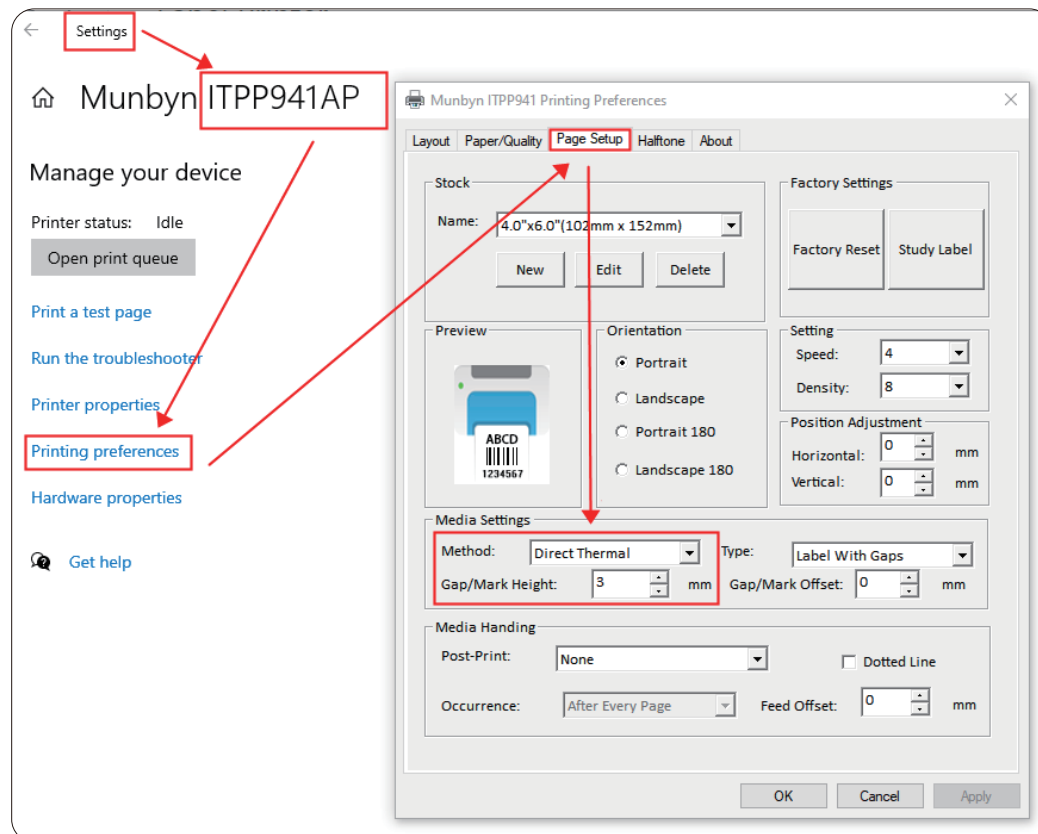 Settings
Munbyn ITPP941AP
Manage your device
Printer status: Idle
Open print queue
Print a test page
Run the troubleshooter
Printer properties
Printing preferences
Hardware properties
Get help
Munbyn ITPP941 Printing Preferences
Layout Paper/Quality Page Setup Halftone About
Stock
Name: 4.0"x6.0"(102mm x 152mm)
New Edit Delete
Factory Settings
Factory Reset Study Label
Preview
ABCD
1234567
Orientation
Portrait
Landscape
Portrait 180
Landscape 180
Setting
Speed: 4
Density: 8
Position Adjustment
Horizontal: 0 mm
Vertical: 0 mm
Media Settings
Method: Direct Thermal Type: Label With Gaps
Gap/Mark Height: 3 mm Gap/Mark Offset: 0 mm
Media Handing
Post-Print: None Dotted Line
Occurrence: After Every Page Feed Offset: 0 mm
OK Cancel Apply